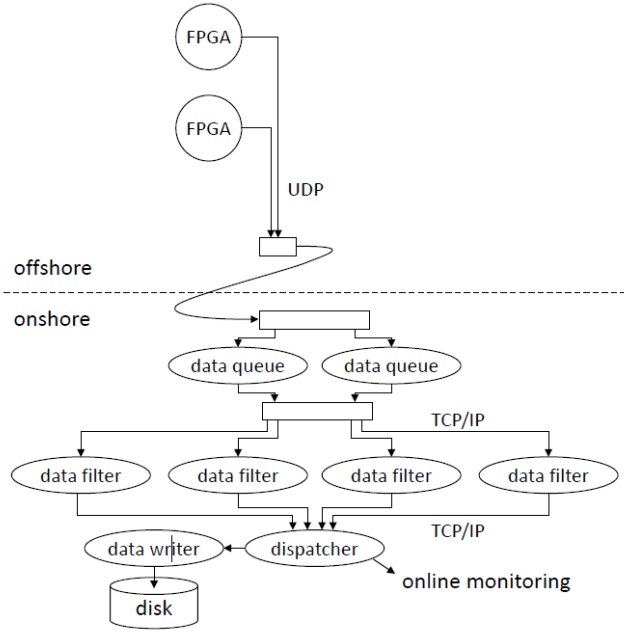 FPGA
FPGA
UDP
offshore
onshore
data queue
data queue
TCP/IP
data filter
data filter
data filter
data filter
TCP/IP
data writer
dispatcher
online monitoring
disk